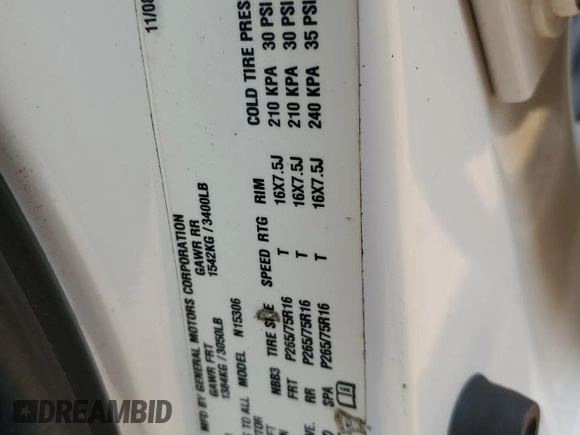 11/08
MFD BY GENERAL MOTORS CORPORATION
GAWR FRT GAWR RR
1384KG / 3050LB 1542KG / 3400LB
S TO ALL MODEL N15306
NBB3 TIRE SIZE SPEED RTG RIM COLD TIRE PRES
FRT P265/75R16 T 16X7.5J 210 KPA 30 PSI
RR P265/75R16 T 16X7.5J 210 KPA 30 PSI
SPA P265/75R16 T 16X7.5J 240 KPA 35 PSI
DREAMBID